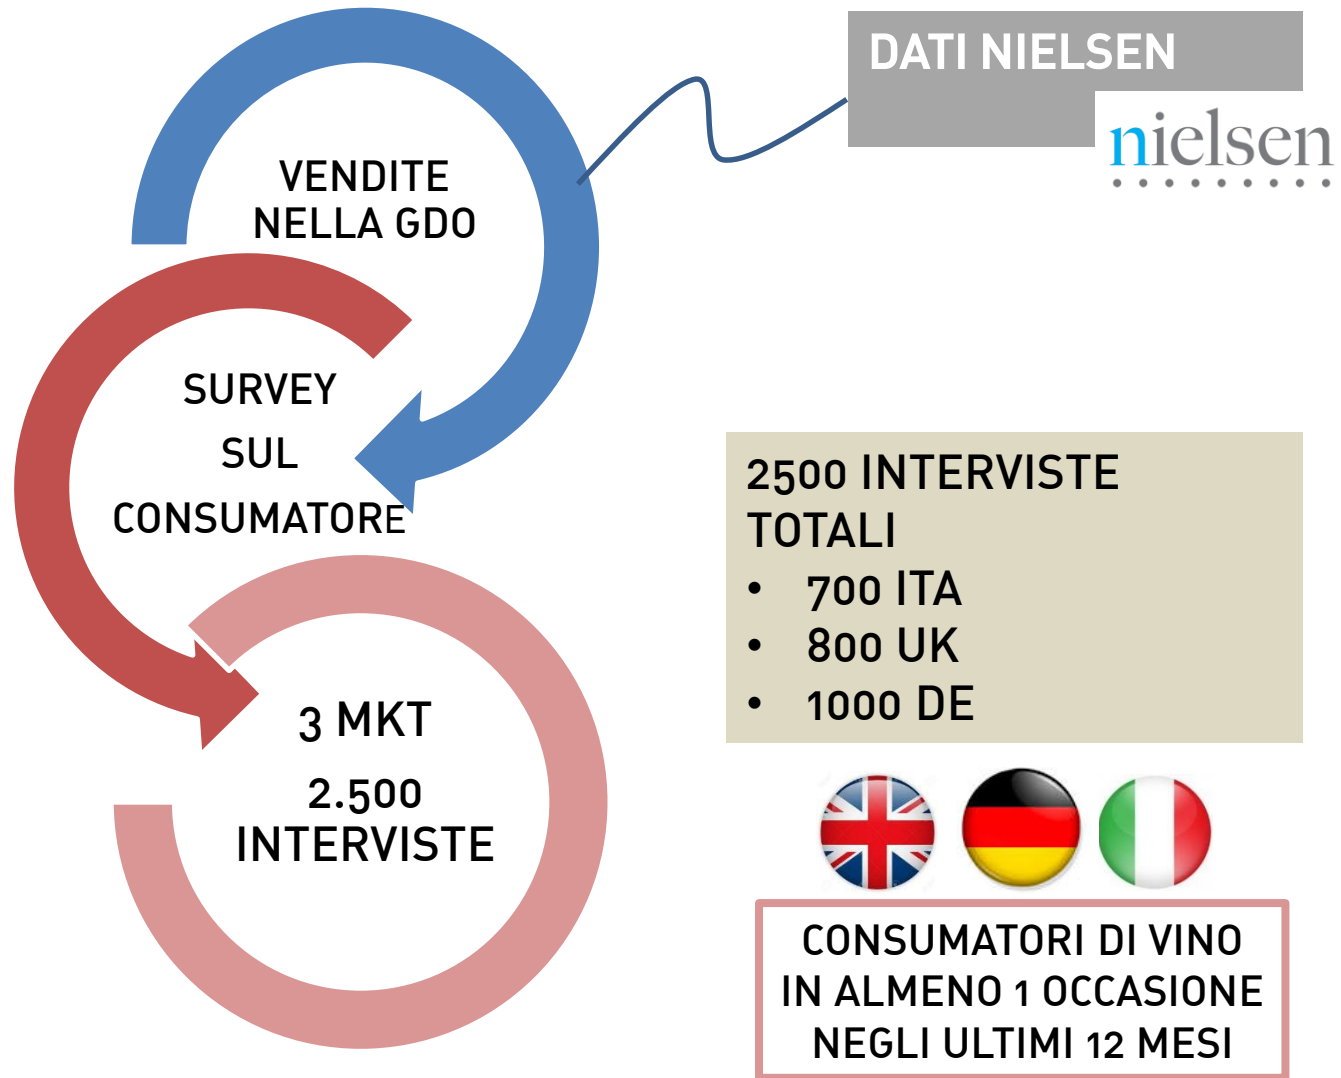 DATI NIELSEN
nielsen
VENDITE
NELLA GDO
SURVEY
SUL
CONSUMATORE
3 MKT
2.500
INTERVISTE
2500 INTERVISTE
TOTALI
• 700 ITA
• 800 UK
• 1000 DE
CONSUMATORI DI VINO
IN ALMENO 1 OCCASIONE
NEGLI ULTIMI 12 MESI